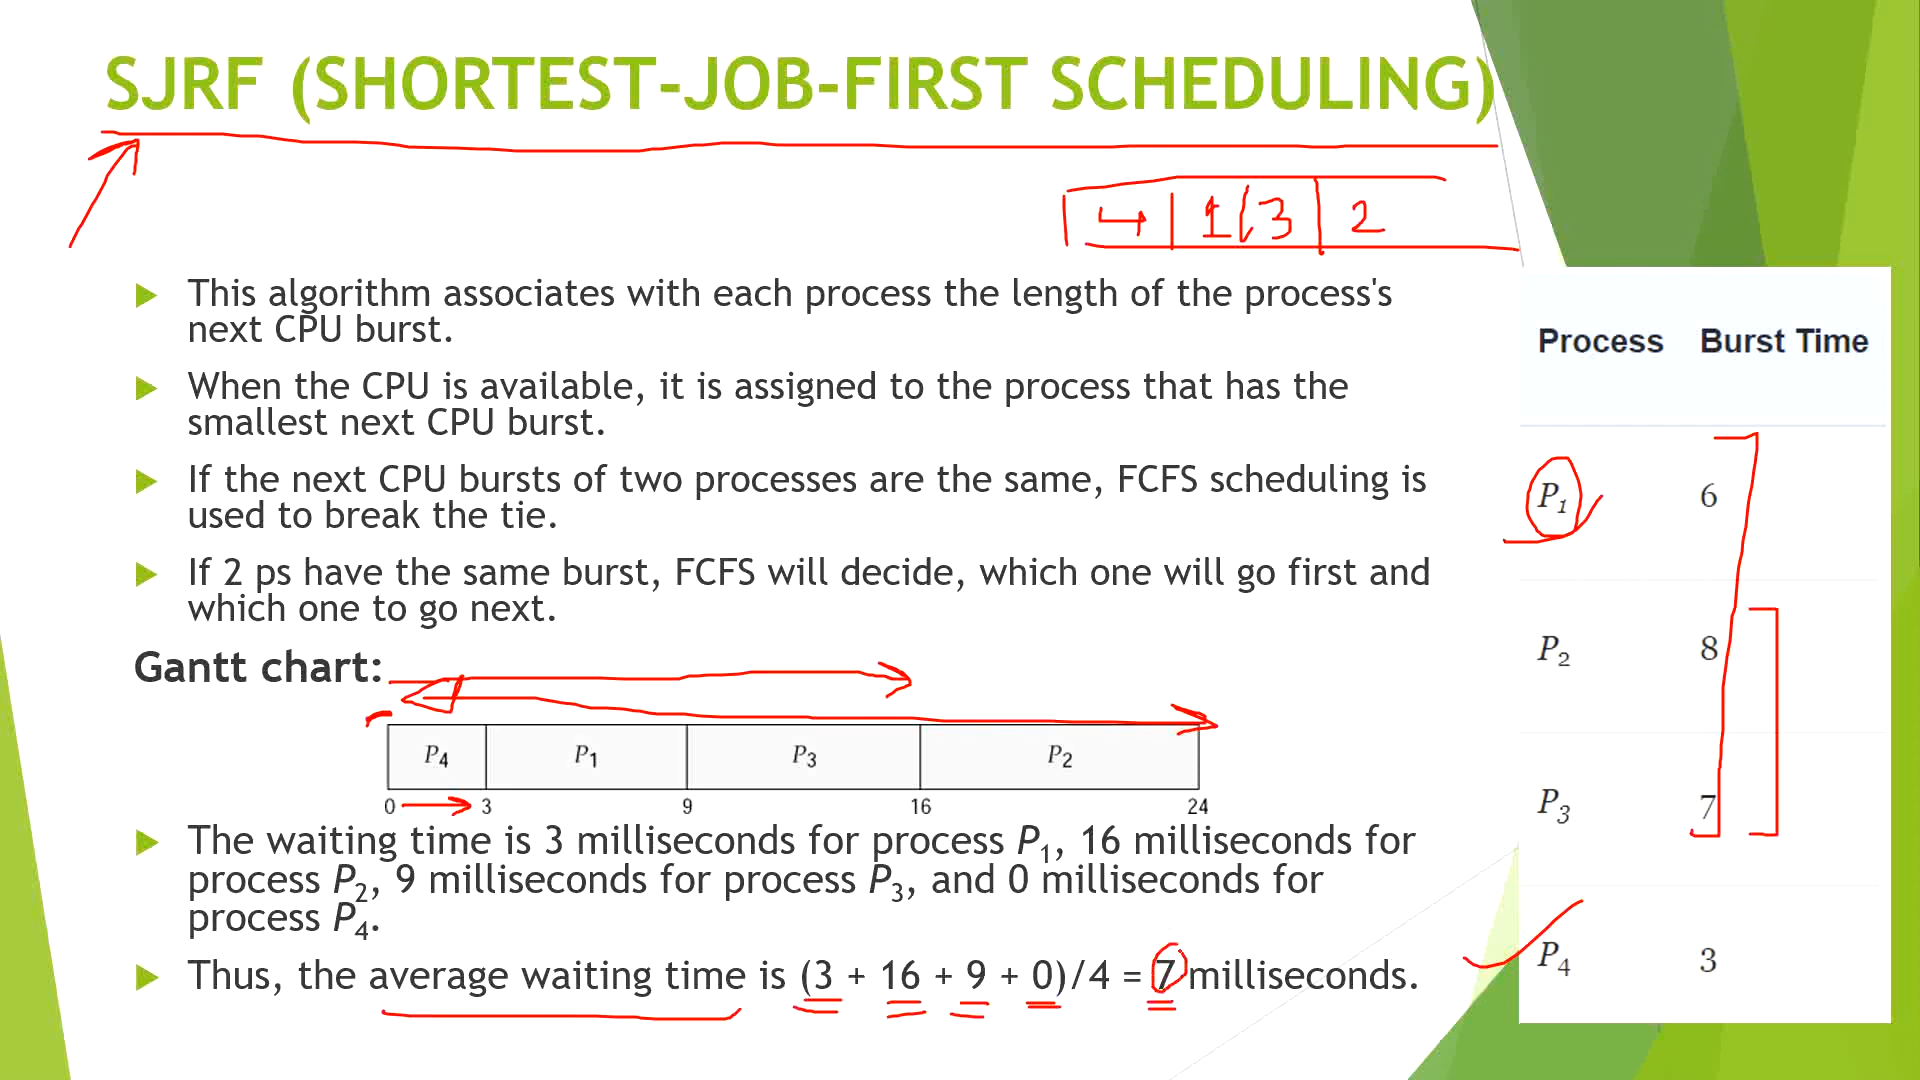 SJRF (SHORTEST-JOB-FIRST SCHEDULING)
4 1 3 2
This algorithm associates with each process the length of the process's
next CPU burst.
When the CPU is available, it is assigned to the process that has the
smallest next CPU burst.
If the next CPU bursts of two processes are the same, FCFS scheduling is
used to break the tie.
If 2 ps have the same burst, FCFS will decide, which one will go first and
which one to go next.
Gantt chart:
P4 P1 P3 P2
0 3 9 16 24
The waiting time is 3 milliseconds for process P1, 16 milliseconds for
process P2, 9 milliseconds for process P3, and 0 milliseconds for
process P4.
Thus, the average waiting time is (3 + 16 + 9 + 0)/4 = 7 milliseconds.
Process Burst Time
P1 6
P2 8
P3 7
P4 3